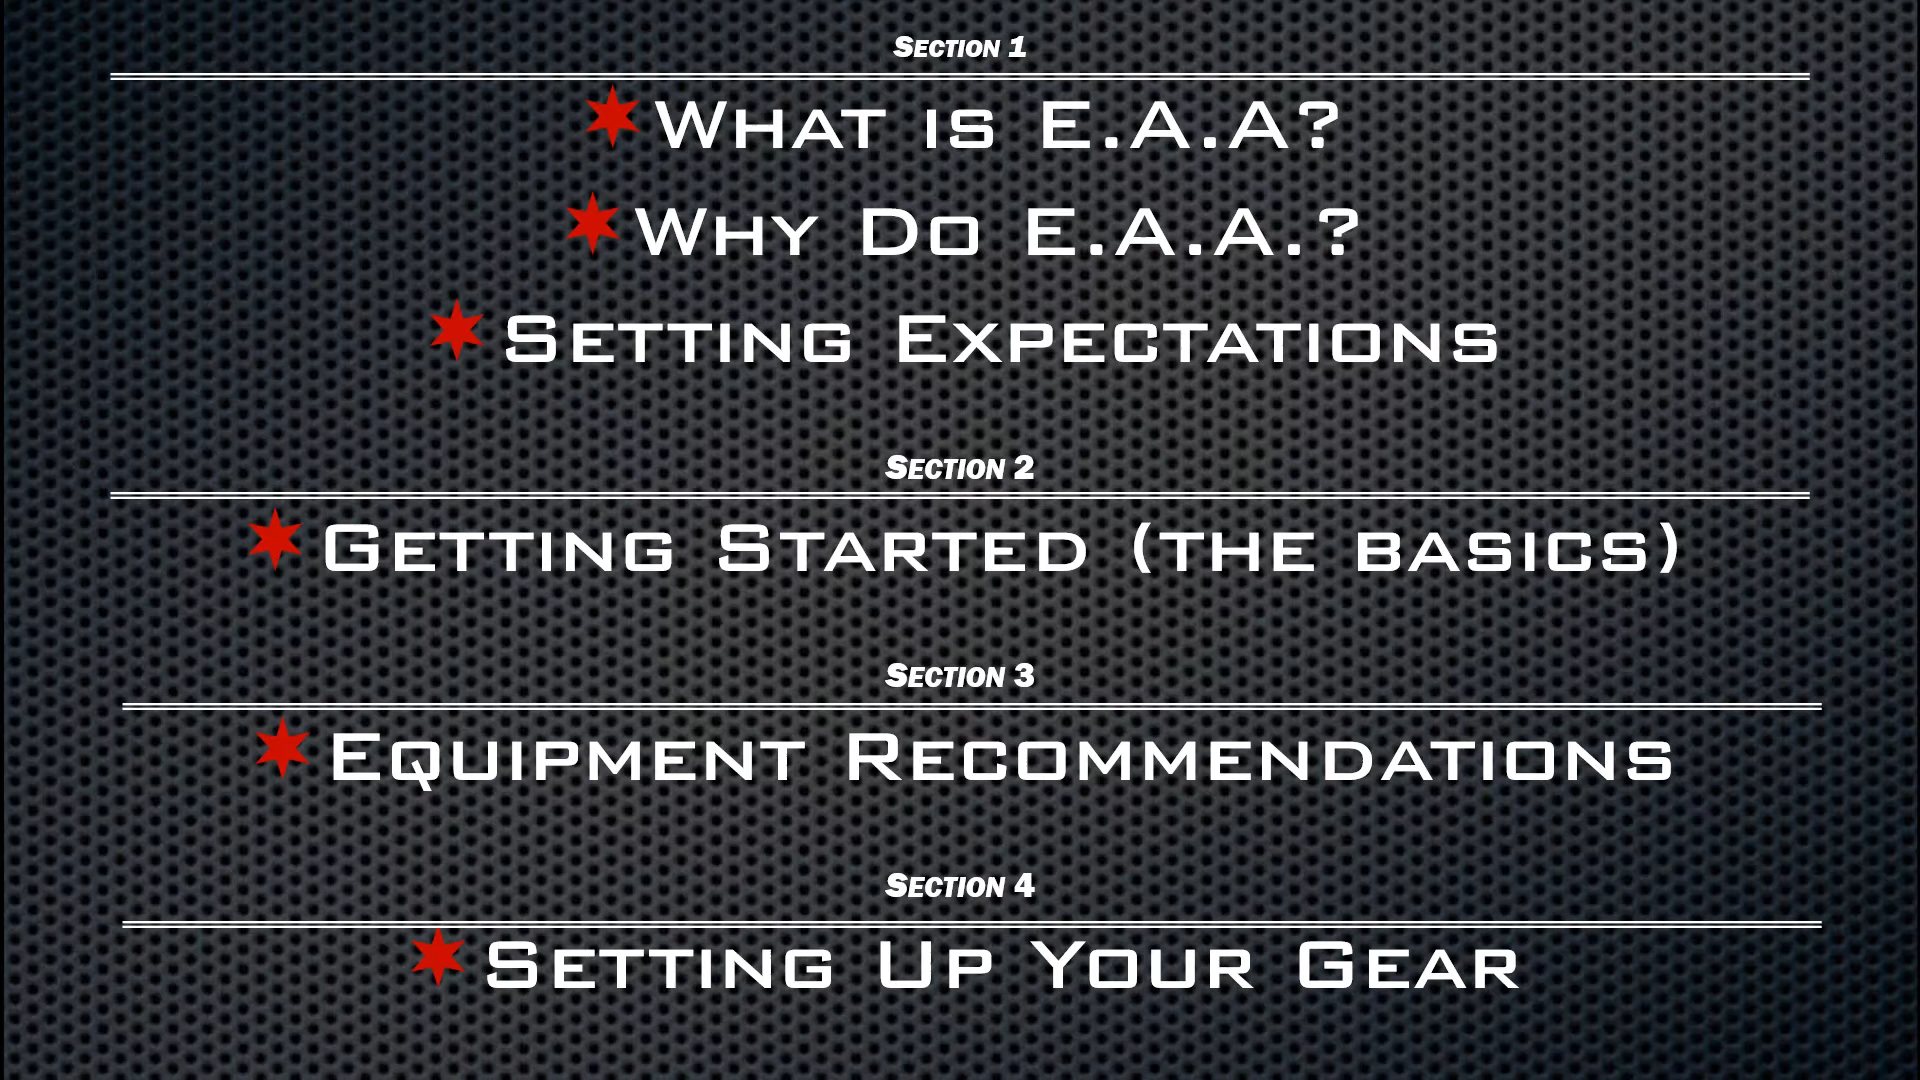 Section 1
What is E.A.A?
Why Do E.A.A.?
Setting Expectations
Section 2
Getting Started (the basics)
Section 3
Equipment Recommendations
Section 4
Setting Up Your Gear